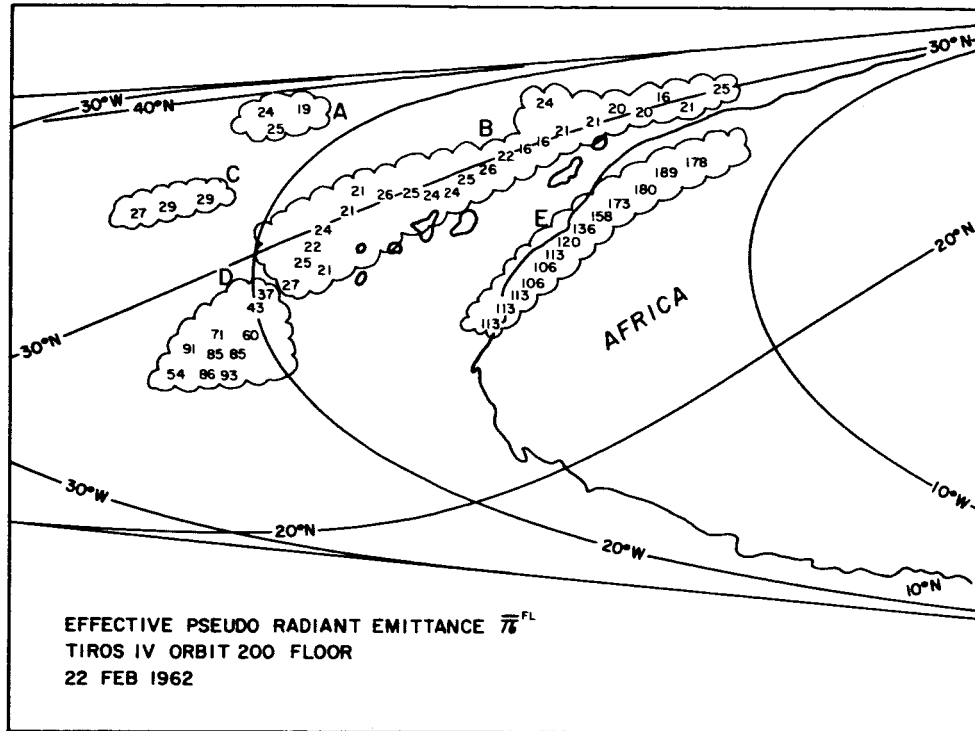 30°W
40°N
30°N
24 19
A
25
24
20 16 25
21 21 20 21
B
22 16 16
C
27 29 29
25 26
21 26 25 24 24
21
24
22
25 21
27
178
189
180
173
158
136
E
120
113
106
106
113
113
113
20°N
D
37
43
71 60
91 85 85
54 86 93
30°N
AFRICA
30°W
20°N
20°W
10°W
10°N
EFFECTIVE PSEUDO RADIANT EMITTANCE
FL
TIROS IV ORBIT 200 FLOOR
22 FEB 1962